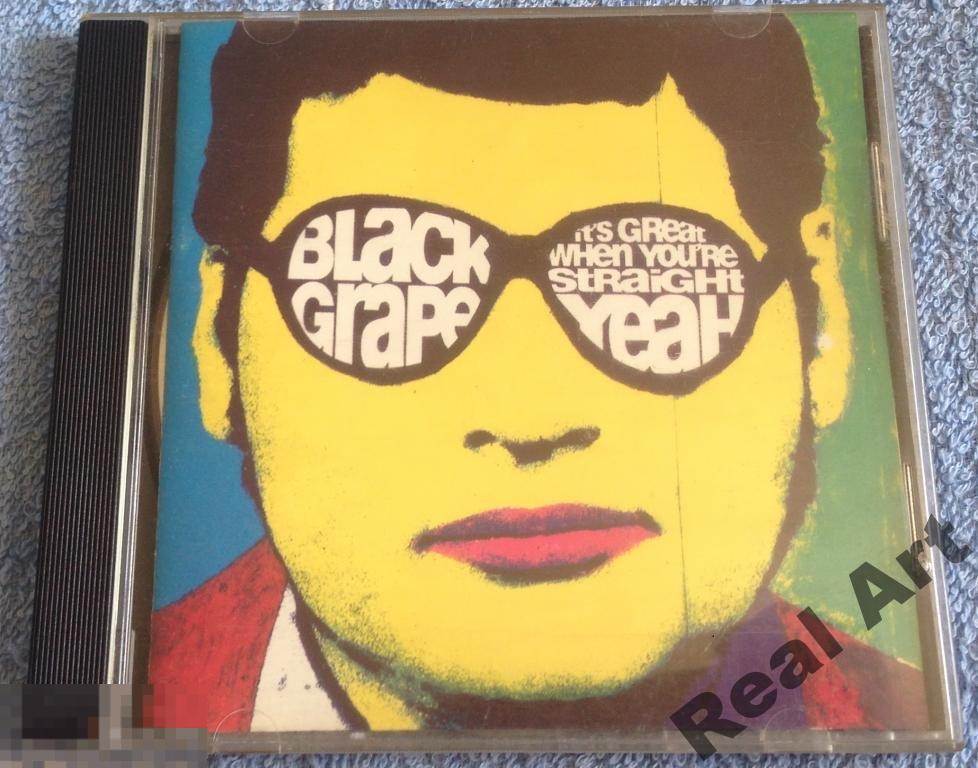 BLack
Grape
it's GReat
wHen YOU'RE
StRaiGHt
YeaH
Real Art